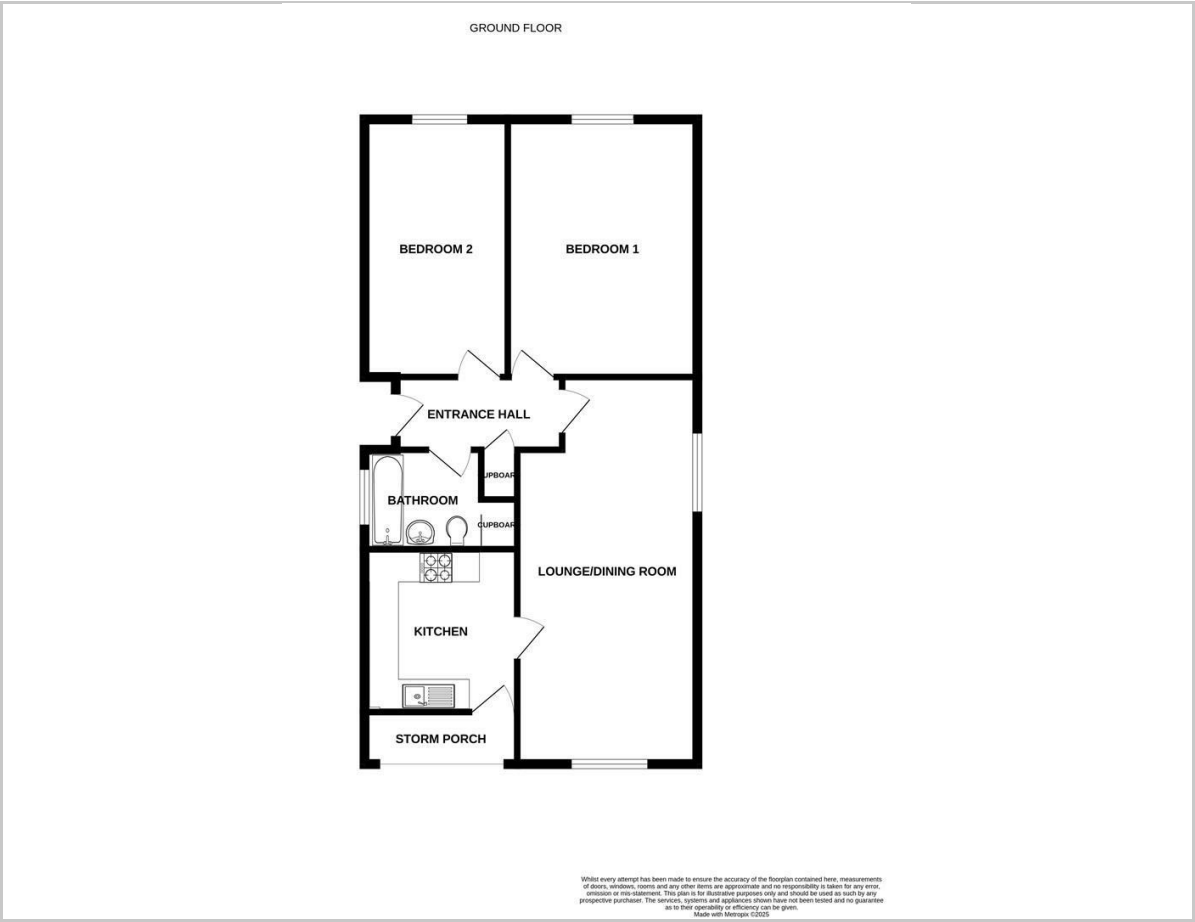 GROUND FLOOR
BEDROOM 2
BEDROOM 1
ENTRANCE HALL
UPBOAR
BATHROOM
CUPBOAR
LOUNGE/DINING ROOM
KITCHEN
STORM PORCH
Whilst every attempt has been made to ensure the accuracy of the floorplan contained here, measurements
of doors, windows, rooms and any other items are approximate and no responsibility is taken for any error,
omission or mis-statement. This plan is for illustrative purposes only and should be used as such by any
prospective purchaser. The services, systems and appliances shown have not been tested and no guarantee
as to their operability or efficiency can be given.
Made with Metropix ©2025